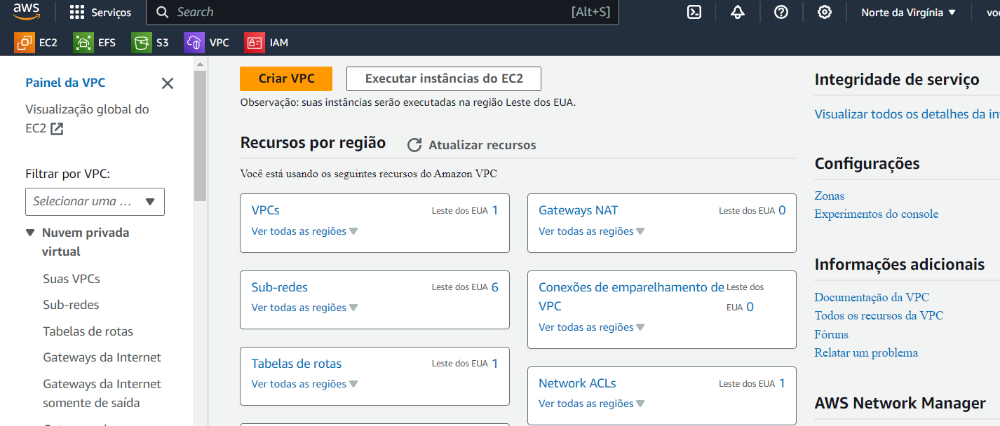 aws
Serviços
Search
[Alt+S]
Norte da Virgínia
EC2
EFS
S3
VPC
IAM
Painel da VPC
Visualização global do
EC2
Filtrar por VPC:
Selecionar uma ...
Nuvem privada
virtual
Suas VPCs
Sub-redes
Tabelas de rotas
Gateways da Internet
Gateways da Internet
somente de saída
Criar VPC
Executar instâncias do EC2
Observação: suas instâncias serão executadas na região Leste dos EUA.
Recursos por região
Atualizar recursos
Você está usando os seguintes recursos do Amazon VPC
VPCs
Leste dos EUA 1
Ver todas as regiões
Gateways NAT
Leste dos EUA 0
Ver todas as regiões
Sub-redes
Leste dos EUA 6
Ver todas as regiões
Conexões de emparelhamento de
VPC
Leste dos
EUA 0
Ver todas as regiões
Tabelas de rotas
Leste dos EUA 1
Ver todas as regiões
Network ACLs
Leste dos EUA 1
Ver todas as regiões
Integridade de serviço
Visualizar todos os detalhes da
Configurações
Zonas
Experimentos do console
Informações adicionais
Documentação da VPC
Todos os recursos da VPC
Fóruns
Relatar um problema
AWS Network Manager